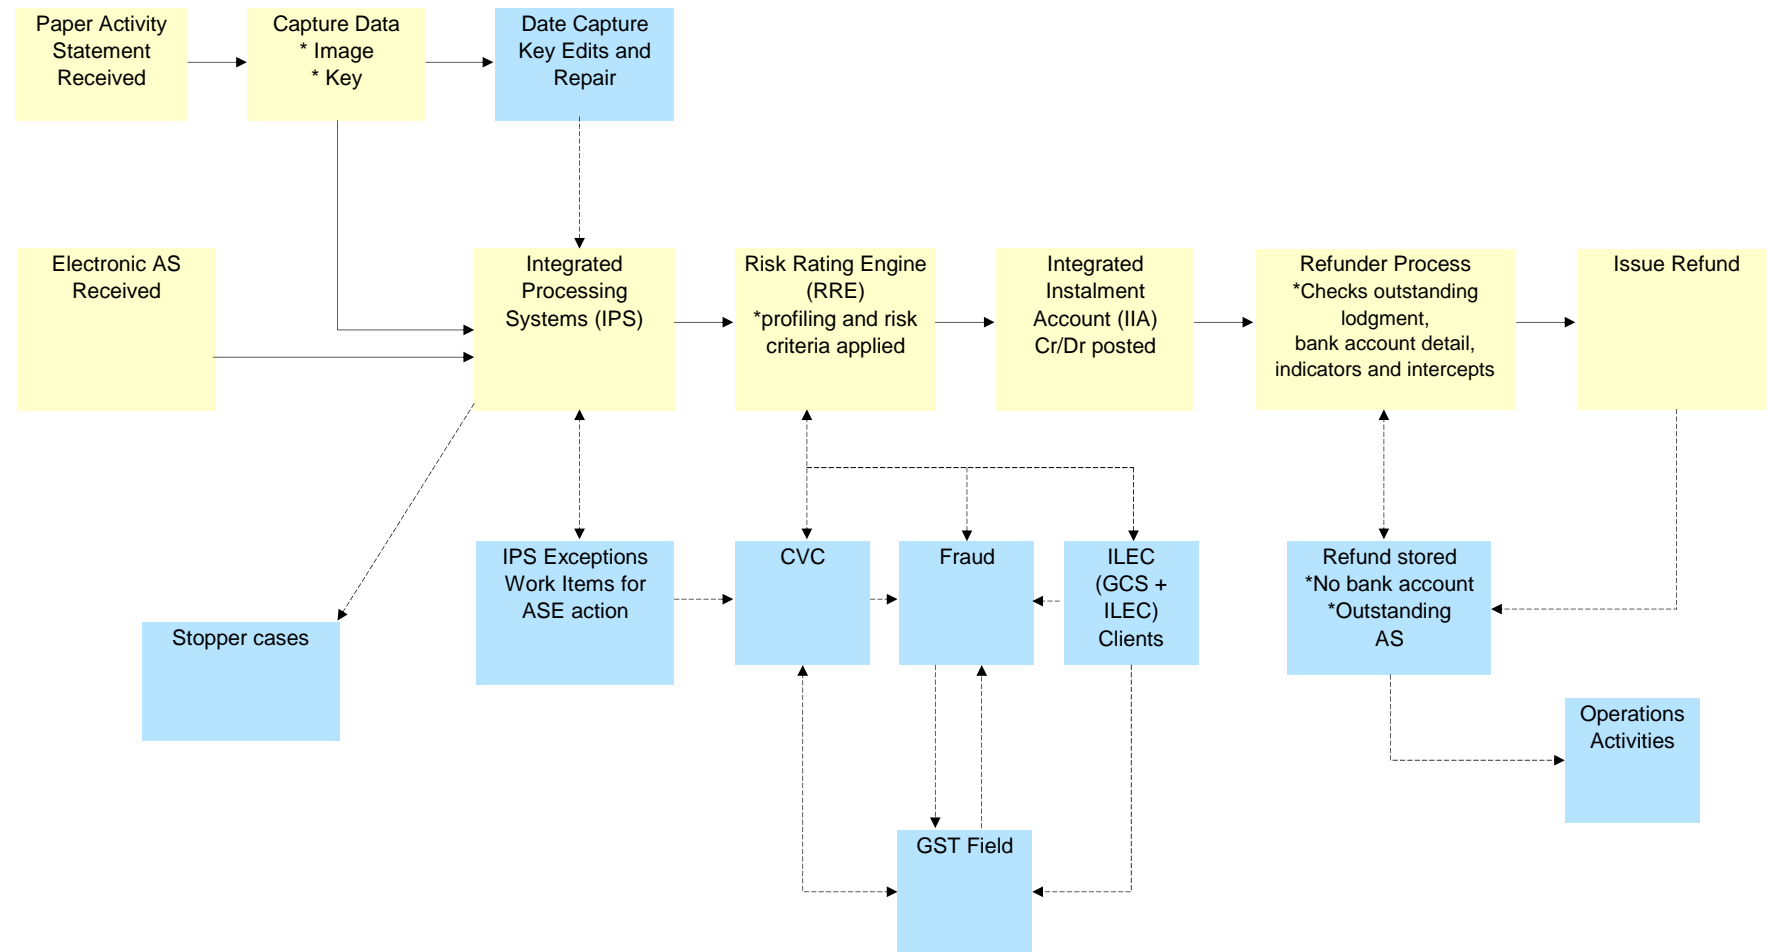 Paper Activity
Statement
Received
Capture Data
* Image
* Key
Date Capture
Key Edits and
Repair
Electronic AS
Received
Integrated
Processing
Systems (IPS)
Risk Rating Engine
(RRE)
*profiling and risk
criteria applied
Integrated
Instalment
Account (IIA)
Cr/Dr posted
Refunder Process
*Checks outstanding
lodgment,
bank account detail,
indicators and intercepts
Issue Refund
Stopper cases
IPS Exceptions
Work Items for
ASE action
CVC
Fraud
ILEC
(GCS +
ILEC)
Clients
Refund stored
*No bank account
*Outstanding
AS
Operations
Activities
GST Field